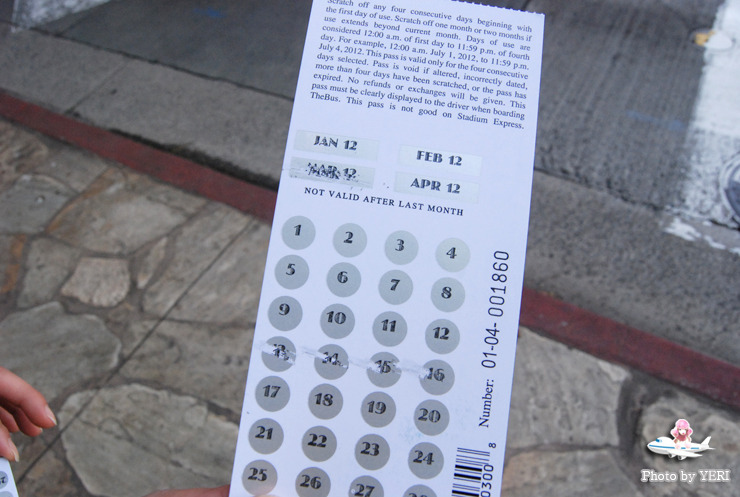 Scratch off any four consecutive days beginning with
the first day of use. Scratch off one month or two months if
use extends beyond current month. Days of use are
considered 12:00 a.m. of first day to 11:59 p.m. of fourth
day. For example, 12:00 a.m. July 1, 2012, to 11:59 p.m.
July 4, 2012. This pass is valid only for the four consecutive
days selected. Pass is void if altered, incorrectly dated,
more than four days have been scratched, or the pass has
expired. No refunds or exchanges will be given. This
pass must be clearly displayed to the driver when boarding
TheBus. This pass is not good on Stadium Express.
JAN 12 FEB 12
MAR 12 APR 12
NOT VALID AFTER LAST MONTH
1 2 3 4
5 6 7 8
9 10 11 12
13 14 15 16
17 18 19 20
21 22 23 24
25 26 27
Number: 01-04- 001860
0300 8
Photo by YERI